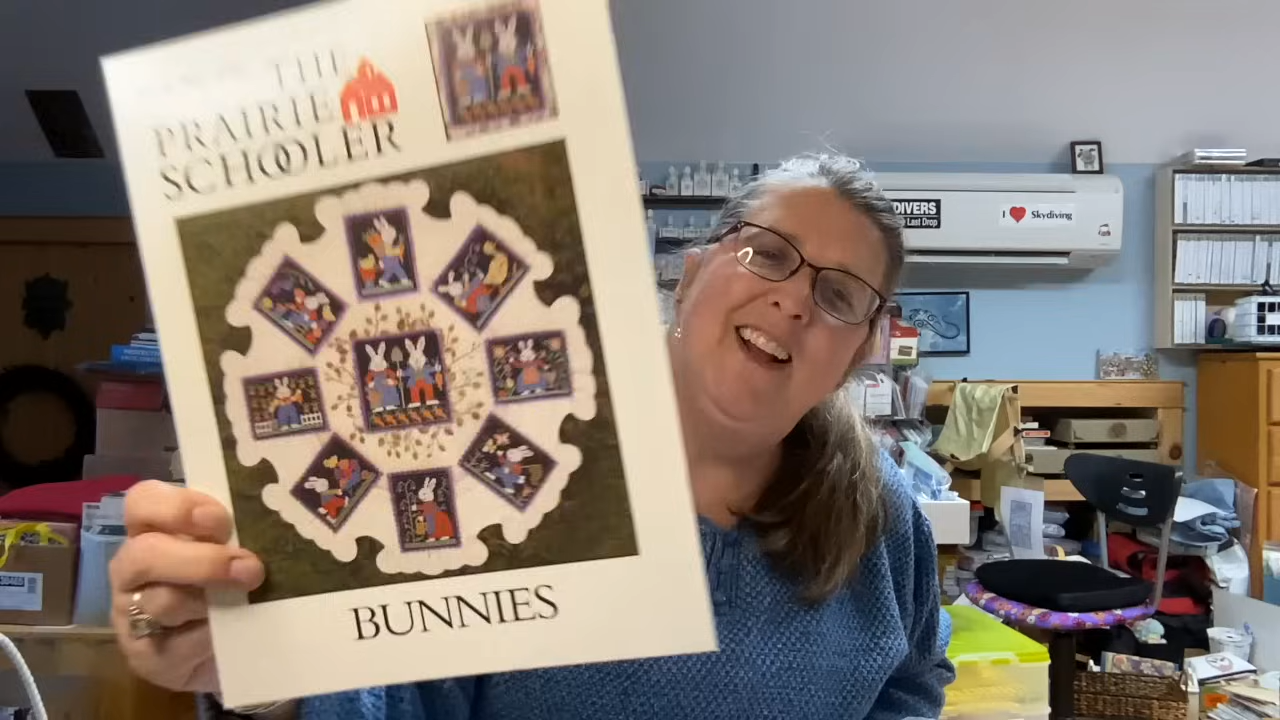 THE
PRAIRIE
SCHOOLER
BUNNIES
DIVERS
Last Drop
I ❤ Skydiving